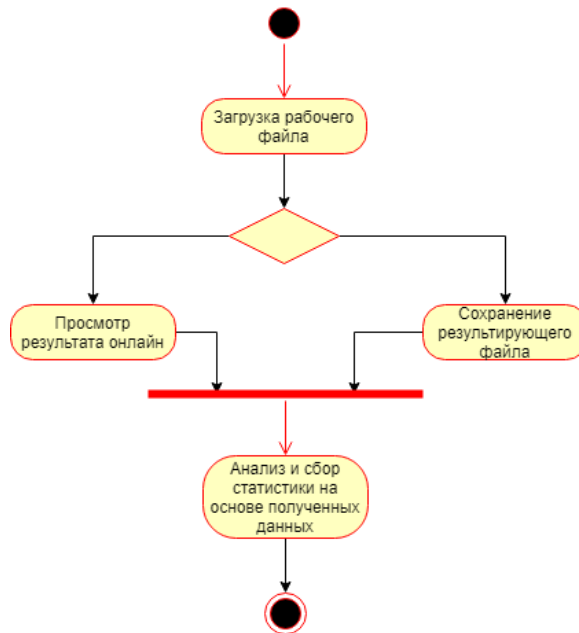 Загрузка рабочего
файла
Просмотр
результата онлайн
Сохранение
результирующего
файла
Анализ и сбор
статистики на
основе полученных
данных